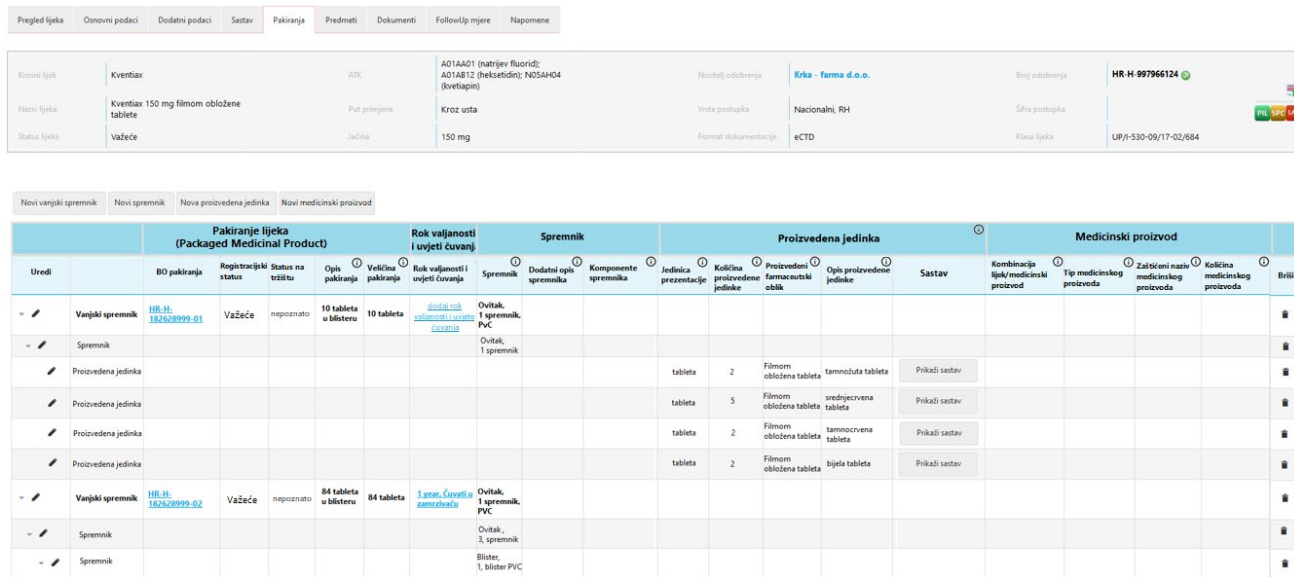 Pregled lijeka Osnovni podaci Dodatni podaci Sastav Pakiranja Predmeti Dokumenti FollowUp mjere Napomene
Krovni lijek Kventiax ATK A01AA01 (natrijev fluorid);
A01AB12 (heksetidin); N05AH04
(kvetiapin) Nositelj odobrenja Krka - farma d.o.o. Broj odobrenja HR-H-997966124
Naziv lijeka Kventiax 150 mg filmom obložene
tablete Put primjene Kroz usta Vrsta postupka Nacionalni, RH Šifra postupka
PIL SPC
Status lijeka Važeće Jačina 150 mg Format dokumentacije eCTD Klasa lijeka UP/I-530-09/17-02/684
Novi vanjski spremnik Novi spremnik Nova proizvedena jedinka Novi medicinski proizvod
Pakiranje lijeka
(Packaged Medicinal Product)
Rok valjanosti
i uvjeti čuvanj
Spremnik
Proizvedena jedinka
Medicinski proizvod
Uredi
BO pakiranja
Registracijski
status
Status na
tržištu
Opis
pakiranja
Veličina
pakiranja
Rok valjanosti i
uvjeti čuvanja
Spremnik
Dodatni opis
spremnika
Komponente
spremnika
Jedinica
prezentacije
Količina
proizvedene
jedinke
Proizvedeni
farmaceutski
oblik
Opis proizvedene
jedinke
Sastav
Kombinacija
lijek/medicinski
proizvod
Tip medicinskog
proizvoda
Zaštićeni naziv
medicinskog
proizvoda
Količina
medicinskog
proizvoda
Briši
Vanjski spremnik
HR-H-
182628999-01
Važeće
nepoznato
10 tableta
u blisteru
10 tableta
dodaj rok
valjanosti i uvjete
čuvanja
Ovitak,
1 spremnik,
PvC
Spremnik
Ovitak,
1 spremnik
Proizvedena jedinka
tableta
2
Filmom
obložena tableta
tamnožuta tableta
Prikaži sastav
Proizvedena jedinka
tableta
5
Filmom
obložena tableta
srednjecrvena
tableta
Prikaži sastav
Proizvedena jedinka
tableta
2
Filmom
obložena tableta
tamnocrvena
tableta
Prikaži sastav
Proizvedena jedinka
tableta
2
Filmom
obložena tableta
bijela tableta
Prikaži sastav
Vanjski spremnik
HR-H-
182628999-02
Važeće
nepoznato
84 tableta
u blisteru
84 tableta
1 year, Čuvati u
zamrzivaču
Ovitak,
1 spremnik,
PVC
Spremnik
Ovitak ,
3, spremnik
Spremnik
Blister,
1, blister PVC